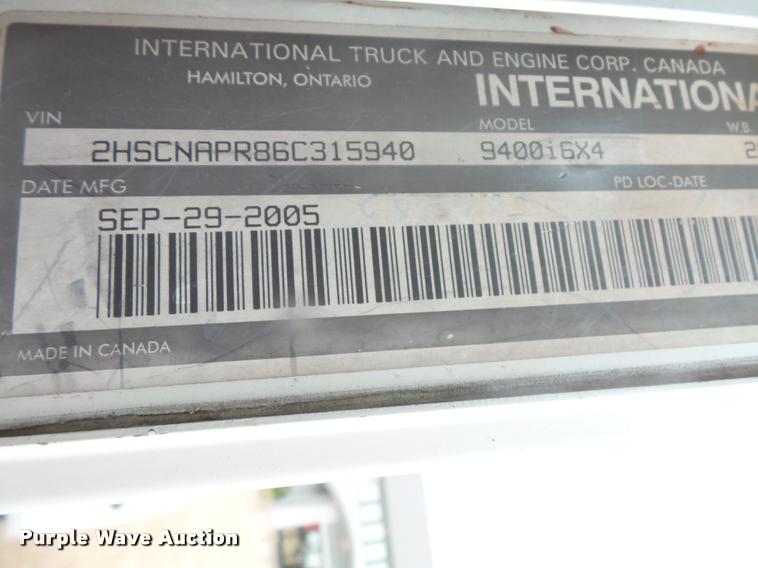 INTERNATIONAL TRUCK AND ENGINE CORP. CANADA
HAMILTON, ONTARIO
INTERNATIONA
VIN
MODEL
W.B.
2HSCNAPR86C315940
9400i6X4
DATE MFG
PD LOC-DATE
SEP-29-2005
MADE IN CANADA
Purple Wave Auction